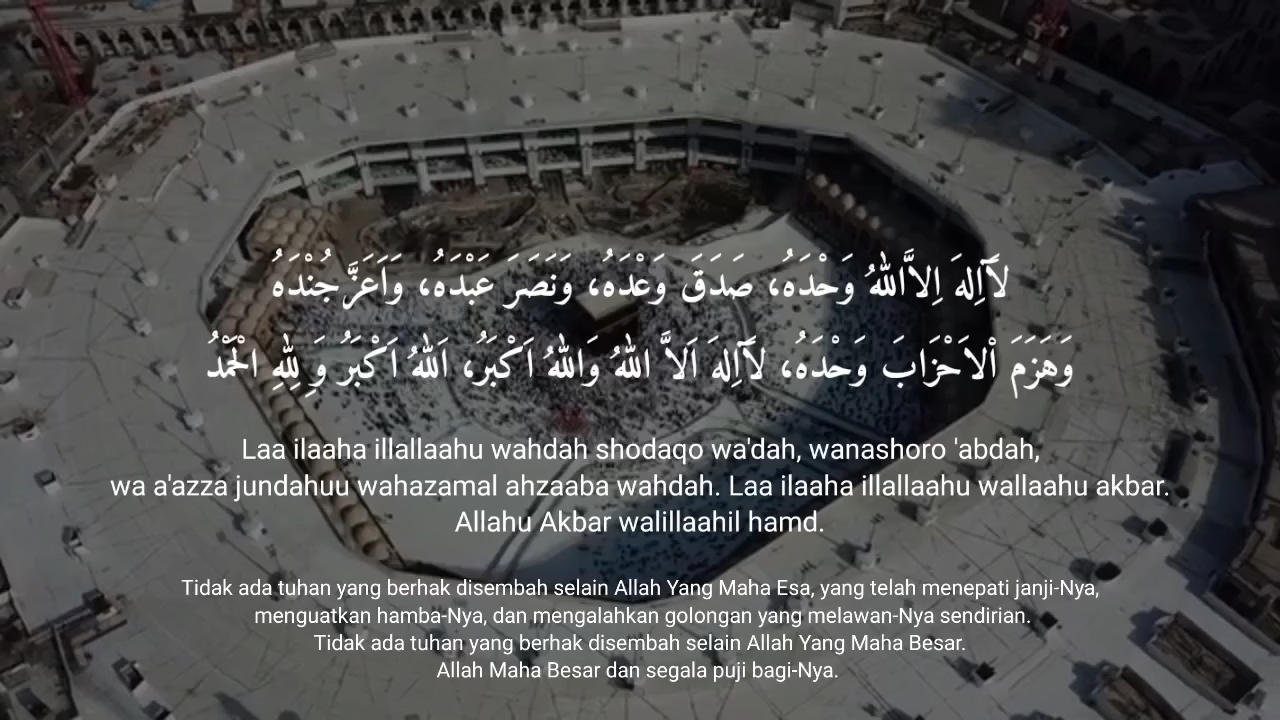 لَآاِلٰهَ اِلاَّاللّٰهُ وَحْدَهُ، صَدَقَ وَعْدَهُ، وَنَصَرَ عَبْدَهُ، وَاَعَزَّ جُنْدَهُ
وَهَزَمَ اْلاَحْزَابَ وَحْدَهُ، لَآاِلٰهَ اَلاَّ اللّٰهُ وَاللّٰهُ اَكْبَرُ، اَللّٰهُ اَكْبَرُ وَ لِلّٰهِ الْحَمْدُ
Laa ilaaha illallaahu wahdah shodaqo wa'dah, wanashoro 'abdah,
wa a'azza jundahuu wahazamal ahzaaba wahdah. Laa ilaaha illallaahu wallaahu akbar.
Allahu Akbar walillaahil hamd.
Tidak ada tuhan yang berhak disembah selain Allah Yang Maha Esa, yang telah menepati janji-Nya,
menguatkan hamba-Nya, dan mengalahkan golongan yang melawan-Nya sendirian.
Tidak ada tuhan yang berhak disembah selain Allah Yang Maha Besar.
Allah Maha Besar dan segala puji bagi-Nya.